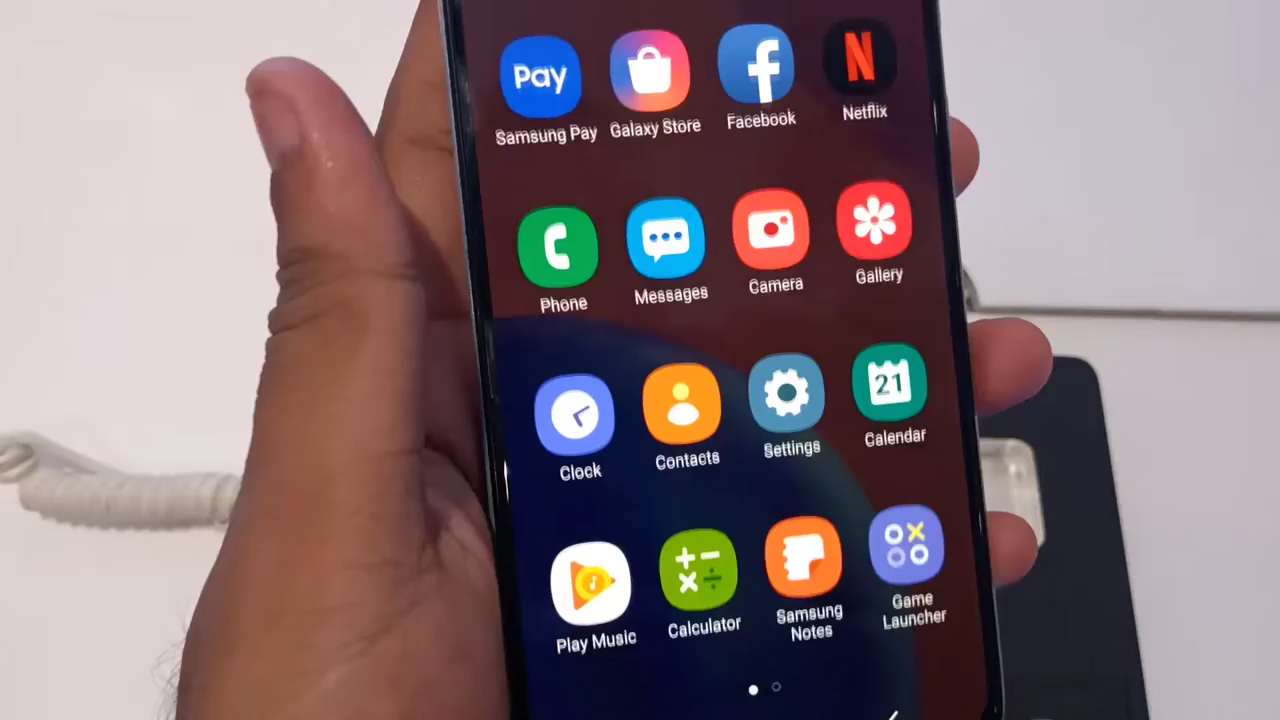 Pay
Samsung Pay
Galaxy Store
f
Facebook
N
Netflix
Phone
Messages
Camera
Gallery
Clock
Contacts
Settings
21
Calendar
Play Music
Calculator
Samsung
Notes
Game
Launcher